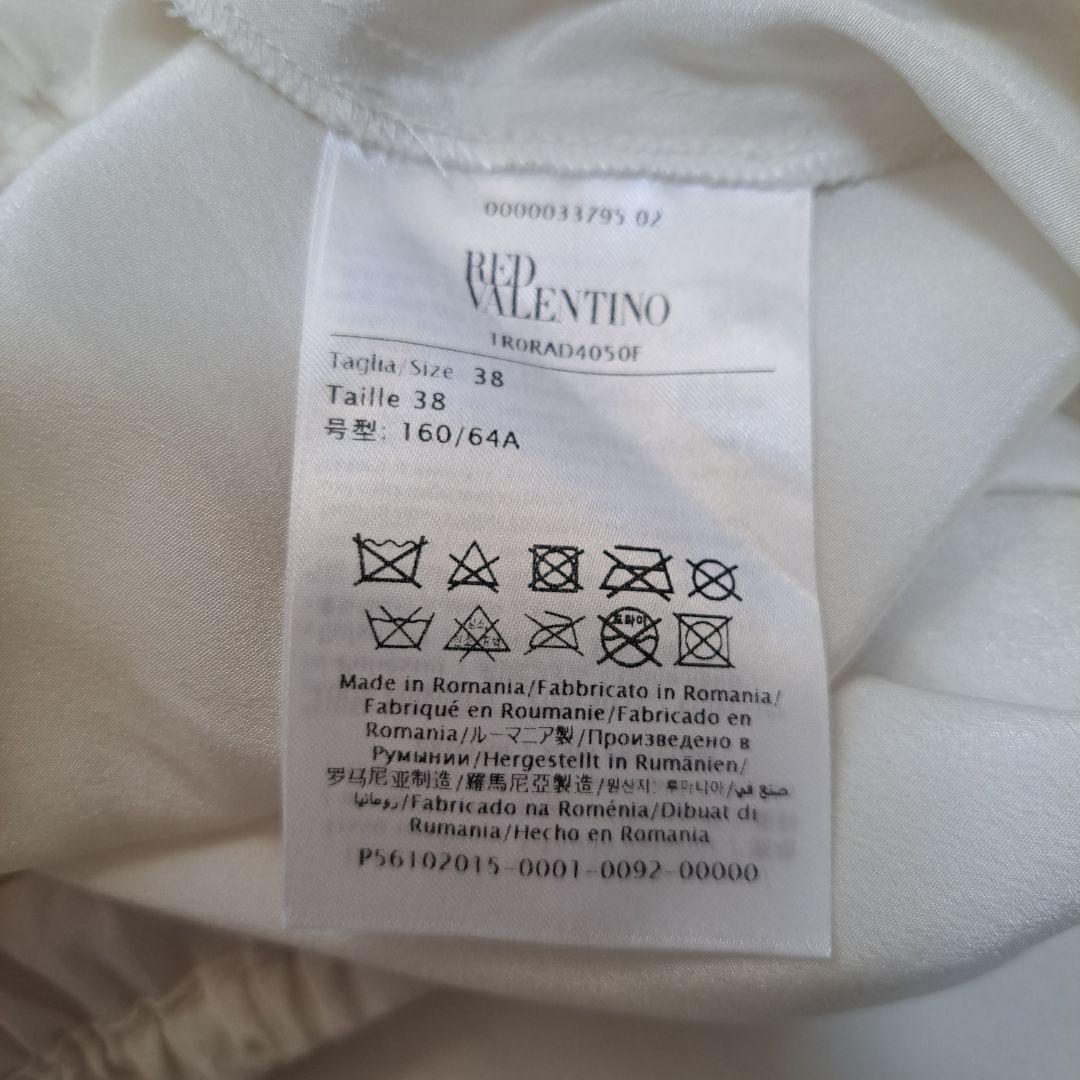 0000033795 02
RED
VALENTINO
TR0RAD4050F
Taglia/Size 38
Taille 38
号型: 160/64A
드라이
Made in Romania/Fabbricato in Romania/
Fabriqué en Roumanie/Fabricado en
Romania/ルーマニア製/Произведено в
Румынии/Hergestellt in Rumänien/
罗马尼亚制造/羅馬尼亞製造/원산지: 루마니아/صنع في
رومانيا/Fabricado na Roménia/Dibuat di
Rumania/Hecho en Romania
P56102015-0001-0092-00000